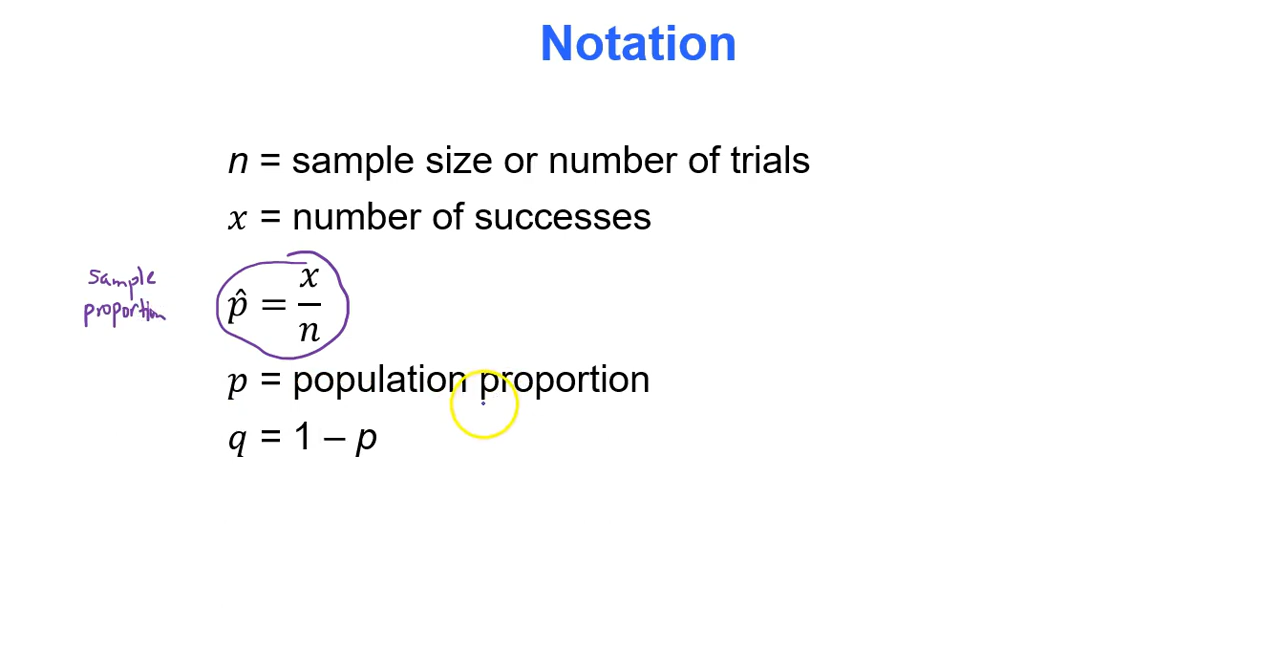 Notation
n = sample size or number of trials
x = number of successes
sample
proportion
p̂ = x/n
p = population proportion
q = 1 – p